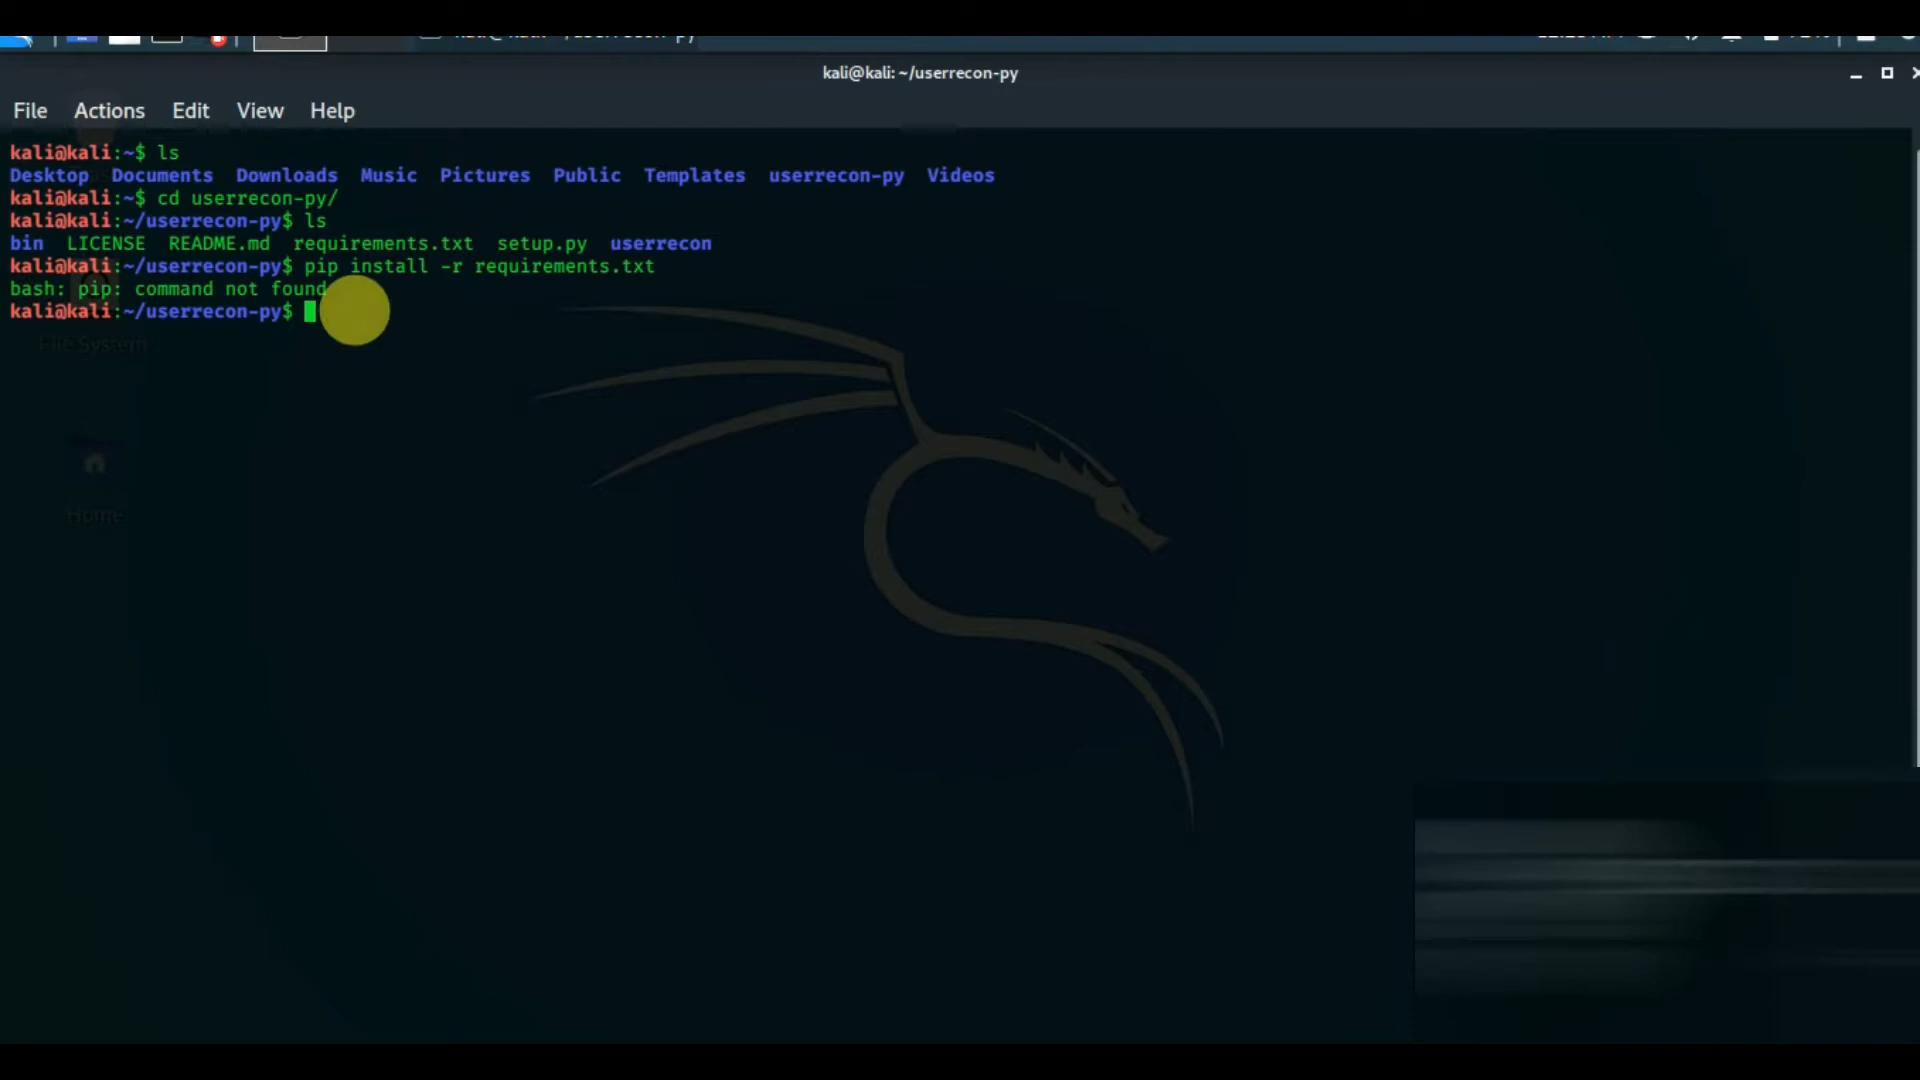 kali@kali: ~/userrecon-py
File Actions Edit View Help
kali@kali:~$ ls
Desktop Documents Downloads Music Pictures Public Templates userrecon-py Videos
kali@kali:~$ cd userrecon-py/
kali@kali:~/userrecon-py$ ls
bin LICENSE README.md requirements.txt setup.py userrecon
kali@kali:~/userrecon-py$ pip install -r requirements.txt
bash: pip: command not found
kali@kali:~/userrecon-py$
File System
Home